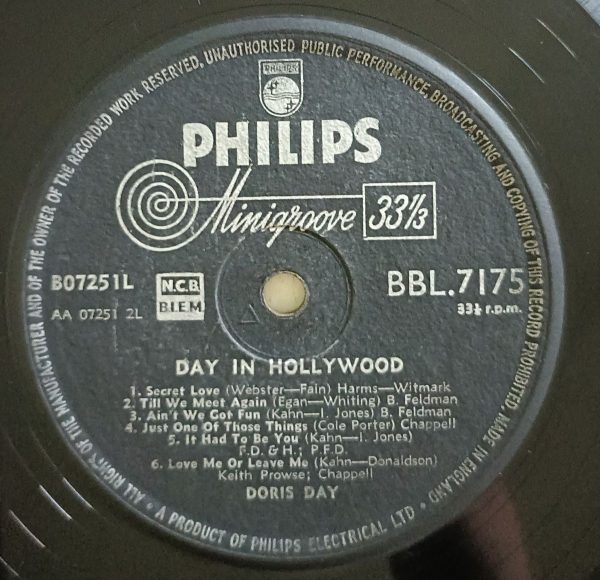 ALL RIGHTS OF THE MANUFACTURER AND OF THE OWNER OF THE RECORDED WORK RESERVED, UNAUTHORISED PUBLIC PERFORMANCE, BROADCASTING AND COPYING OF THIS RECORD PROHIBITED. MADE IN ENGLAND
PHILIPS
PHILIPS
Minigroove 33⅓
B07251L
N.C.B.
BBL.7175
AA 07251 2L
BIEM
33⅓ r.p.m.
DAY IN HOLLYWOOD
1. Secret Love (Webster—Fain) Harms—Witmark
2. Till We Meet Again (Egan—Whiting) B. Feldman
3. Ain't We Got Fun (Kahn—I. Jones) B. Feldman
4. Just One Of Those Things (Cole Porter) Chappell
5. It Had To Be You (Kahn—I. Jones)
F.D. & H.; P.F.D.
6. Love Me Or Leave Me (Kahn—Donaldson)
Keith Prowse; Chappell
DORIS DAY
• A PRODUCT OF PHILIPS ELECTRICAL LTD •